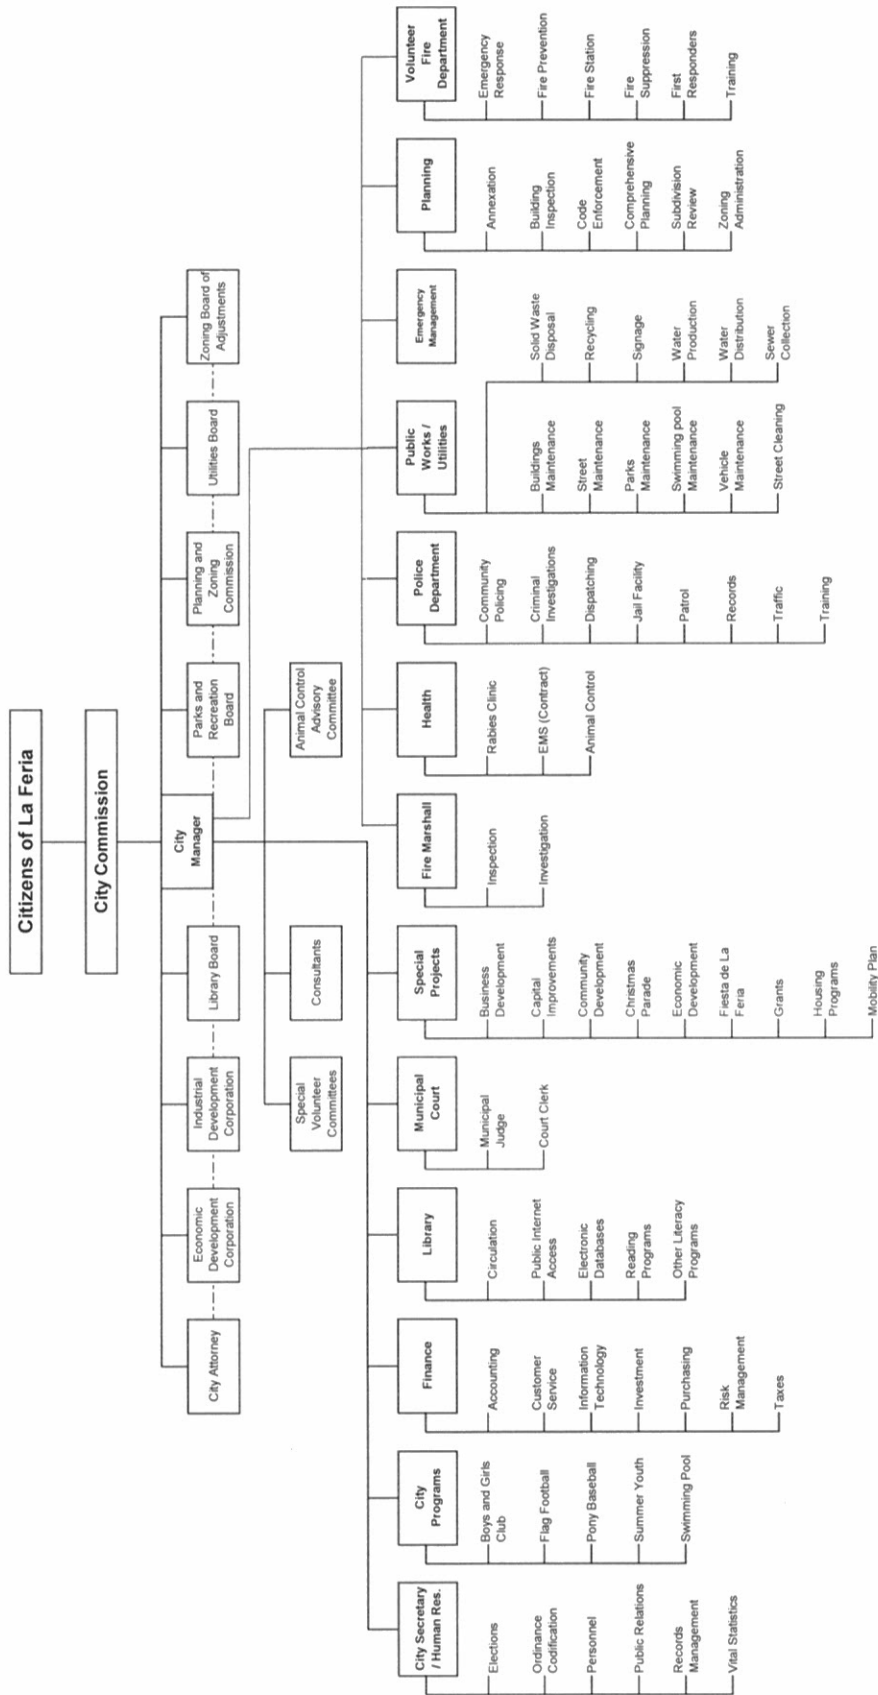 Citizens of La Feria
City Commission
City Attorney
Economic
Development
Corporation
Industrial
Development
Corporation
Library Board
City
Manager
Parks and
Recreation
Board
Planning and
Zoning
Commission
Utilities Board
Zoning Board of
Adjustments
Special
Volunteer
Committees
Consultants
Animal Control
Advisory
Committee
City Secretary
/ Human Res.
Elections
Ordinance
Codification
Personnel
Public Relations
Records
Management
Vital Statistics
City
Programs
Boys and Girls
Club
Flag Football
Pony Baseball
Summer Youth
Swimming Pool
Finance
Accounting
Customer
Service
Information
Technology
Investment
Purchasing
Risk
Management
Taxes
Library
Circulation
Public Internet
Access
Electronic
Databases
Reading
Programs
Other Literacy
Programs
Municipal
Court
Municipal
Judge
Court Clerk
Special
Projects
Business
Development
Capital
Improvements
Community
Development
Christmas
Parade
Economic
Development
Fiesta de La
Feria
Grants
Housing
Programs
Mobility Plan
Fire Marshall
Inspection
Investigation
Health
Rabies Clinic
EMS (Contract)
Animal Control
Police
Department
Community
Policing
Criminal
Investigations
Dispatching
Jail Facility
Patrol
Records
Traffic
Training
Public
Works /
Utilities
Buildings
Maintenance
Street
Maintenance
Parks
Maintenance
Swimming pool
Maintenance
Vehicle
Maintenance
Street Cleaning
Solid Waste
Disposal
Recycling
Signage
Water
Production
Water
Distribution
Sewer
Collection
Emergency
Management
Planning
Annexation
Building
Inspection
Code
Enforcement
Comprehensive
Planning
Subdivision
Review
Zoning
Administration
Volunteer
Fire
Department
Emergency
Response
Fire Prevention
Fire Station
Fire
Suppression
First
Responders
Training